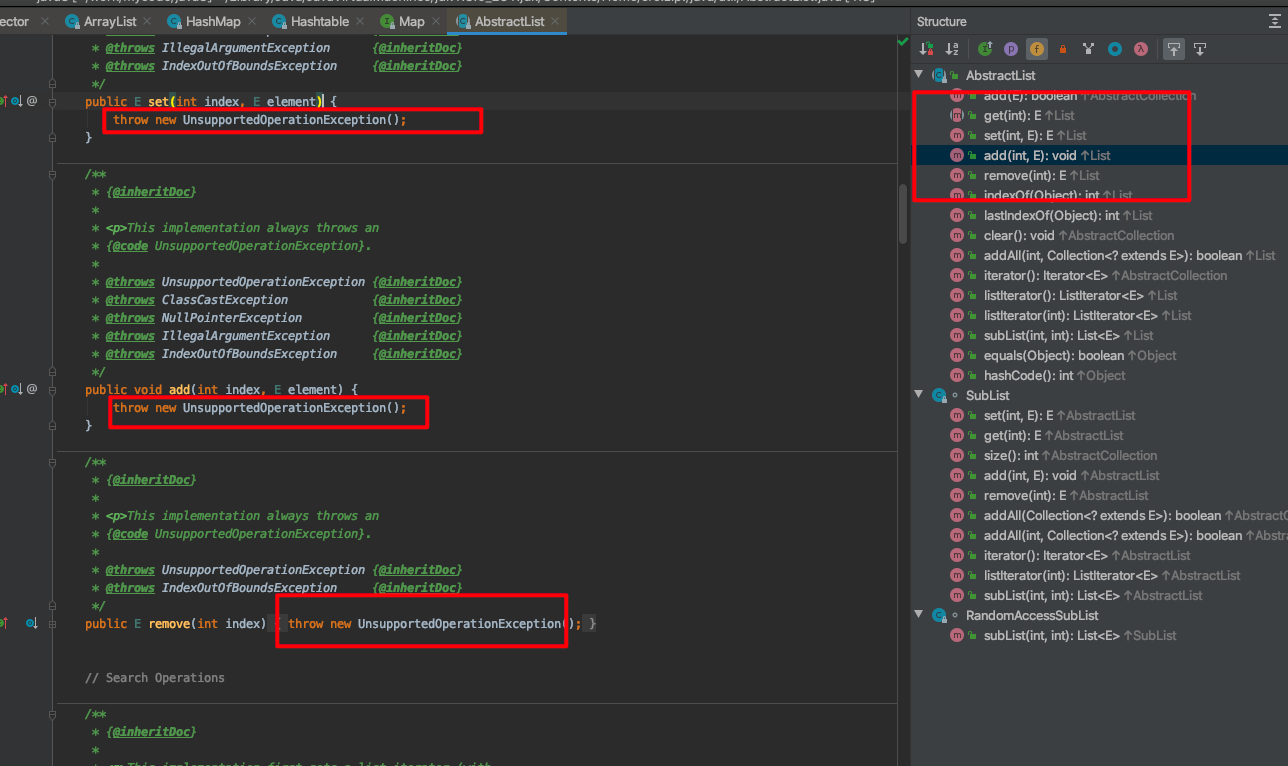 ector ArrayList HashMap Hashtable Map AbstractList
* @throws IllegalArgumentException {@inheritDoc}
* @throws IndexOutOfBoundsException {@inheritDoc}
*/
public E set(int index, E element) {
throw new UnsupportedOperationException();
}
/**
* {@inheritDoc}
*
* <p>This implementation always throws an
* {@code UnsupportedOperationException}.
*
* @throws UnsupportedOperationException {@inheritDoc}
* @throws ClassCastException {@inheritDoc}
* @throws NullPointerException {@inheritDoc}
* @throws IllegalArgumentException {@inheritDoc}
* @throws IndexOutOfBoundsException {@inheritDoc}
*/
public void add(int index, E element) {
throw new UnsupportedOperationException();
}
/**
* {@inheritDoc}
*
* <p>This implementation always throws an
* {@code UnsupportedOperationException}.
*
* @throws UnsupportedOperationException {@inheritDoc}
* @throws IndexOutOfBoundsException {@inheritDoc}
*/
public E remove(int index) { throw new UnsupportedOperationException(); }
// Search Operations
/**
* {@inheritDoc}
*
* <p>This implementation first gets a list iterator (with
Structure
AbstractList
add(E): boolean ↑AbstractCollection
get(int): E ↑List
set(int, E): E ↑List
add(int, E): void ↑List
remove(int): E ↑List
indexOf(Object): int ↑List
lastIndexOf(Object): int ↑List
clear(): void ↑AbstractCollection
addAll(int, Collection<? extends E>): boolean ↑List
iterator(): Iterator<E> ↑AbstractCollection
listIterator(): ListIterator<E> ↑List
listIterator(int): ListIterator<E> ↑List
subList(int, int): List<E> ↑List
equals(Object): boolean ↑Object
hashCode(): int ↑Object
SubList
set(int, E): E ↑AbstractList
get(int): E ↑AbstractList
size(): int ↑AbstractCollection
add(int, E): void ↑AbstractList
remove(int): E ↑AbstractList
addAll(Collection<? extends E>): boolean ↑AbstractC
addAll(int, Collection<? extends E>): boolean ↑Abstra
iterator(): Iterator<E> ↑AbstractList
listIterator(int): ListIterator<E> ↑AbstractList
subList(int, int): List<E> ↑AbstractList
RandomAccessSubList
subList(int, int): List<E> ↑SubList